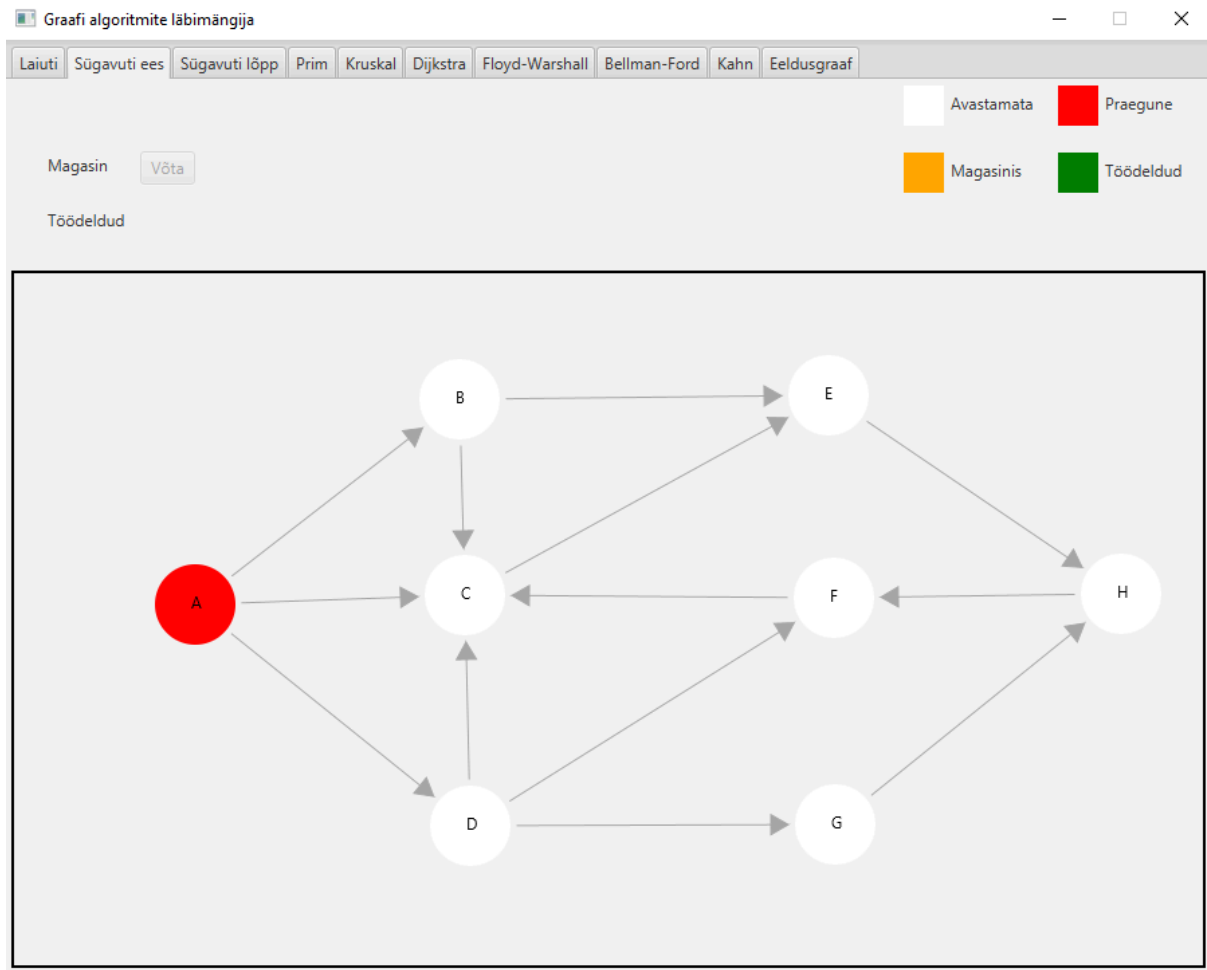 Graafi algoritmite läbimängija
Laiuti Sügavuti ees Sügavuti lõpp Prim Kruskal Dijkstra Floyd-Warshall Bellman-Ford Kahn Eeldusgraaf
Avastamata Praegune
Magasin Võta
Magasinis Töödeldud
Töödeldud
B
E
A
C
F
H
D
G